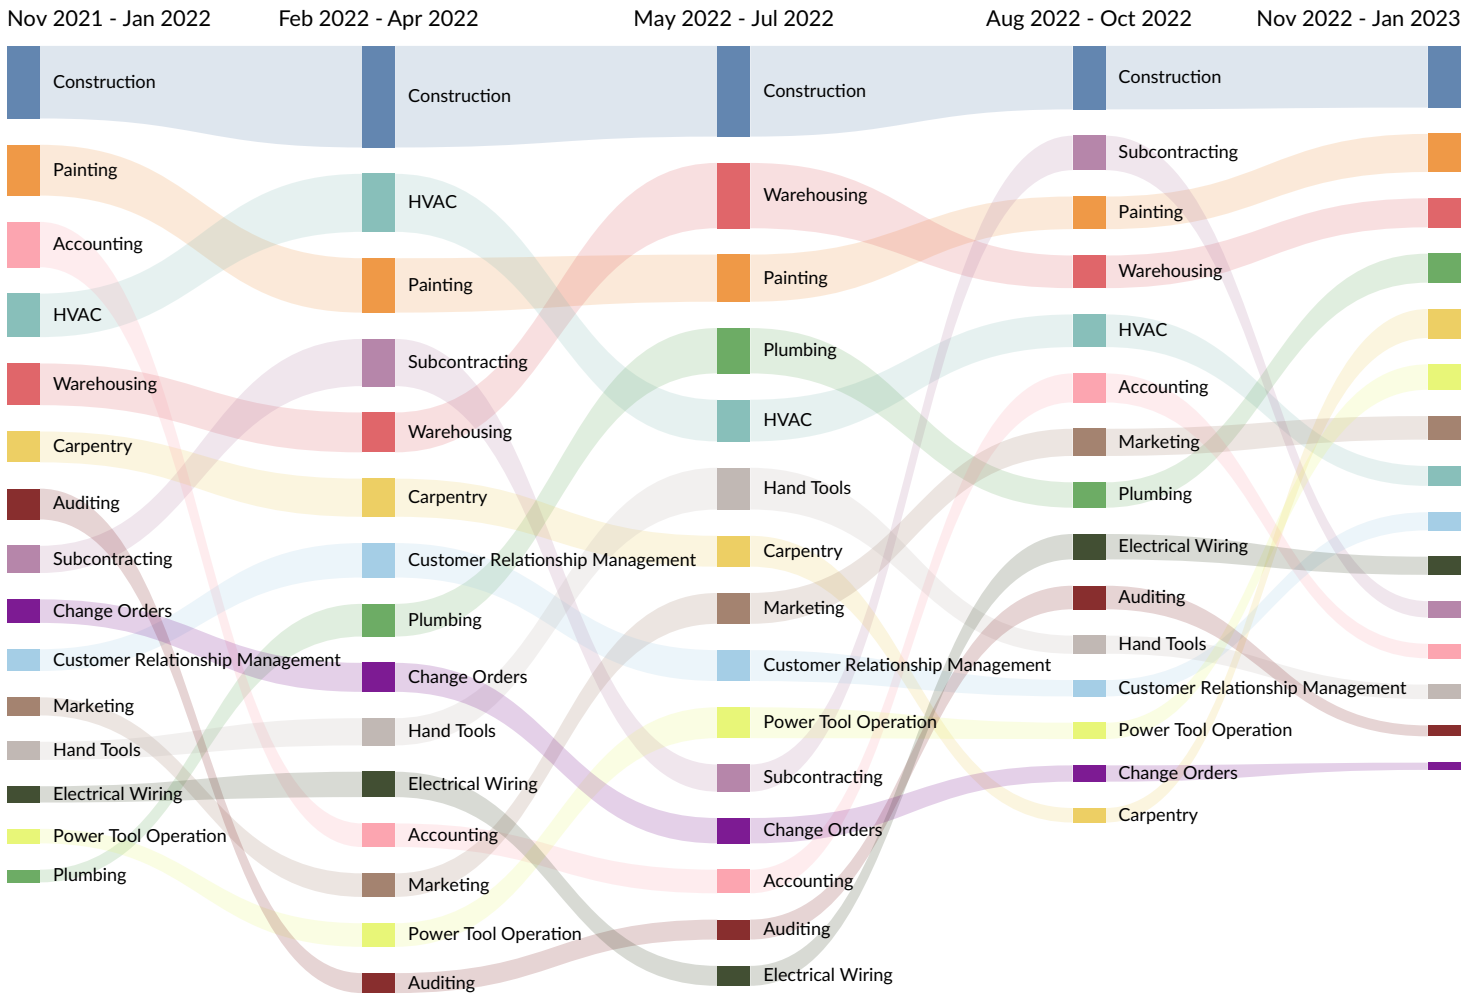 Nov 2021 - Jan 2022
Feb 2022 - Apr 2022
May 2022 - Jul 2022
Aug 2022 - Oct 2022
Nov 2022 - Jan 2023
Construction
Painting
Accounting
HVAC
Warehousing
Carpentry
Auditing
Subcontracting
Change Orders
Customer Relationship Management
Marketing
Hand Tools
Electrical Wiring
Power Tool Operation
Plumbing
Construction
HVAC
Painting
Subcontracting
Warehousing
Carpentry
Customer Relationship Management
Plumbing
Change Orders
Hand Tools
Electrical Wiring
Accounting
Marketing
Power Tool Operation
Auditing
Construction
Warehousing
Painting
Plumbing
HVAC
Hand Tools
Carpentry
Marketing
Customer Relationship Management
Power Tool Operation
Subcontracting
Change Orders
Accounting
Auditing
Electrical Wiring
Construction
Subcontracting
Painting
Warehousing
HVAC
Accounting
Marketing
Plumbing
Electrical Wiring
Auditing
Hand Tools
Customer Relationship Management
Power Tool Operation
Change Orders
Carpentry